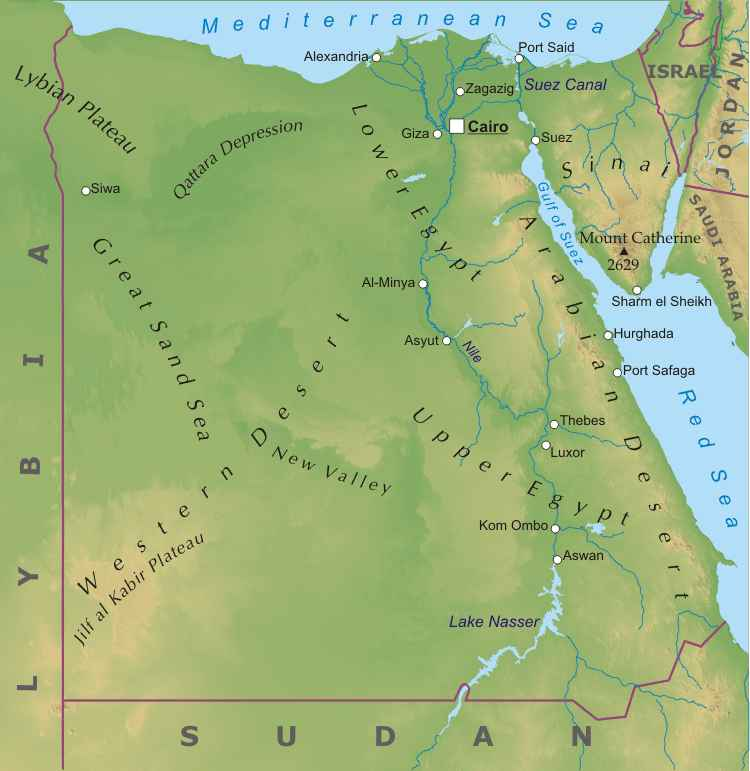 Mediterranean Sea
Port Said
Alexandria
ISRAEL
JORDAN
Lybian Plateau
Suez Canal
Zagazig
Lower Egypt
Qattara Depression
Giza
Cairo
Suez
Sinai
Siwa
Gulf of Suez
SAUDI ARABIA
Arabian Desert
Mount Catherine
2629
Great Sand Sea
LYBIA
Al-Minya
Sharm el Sheikh
Western Desert
Asyut
Nile
Hurghada
Port Safaga
Red Sea
Upper Egypt
Thebes
New Valley
Luxor
Kom Ombo
Jilf al Kabir Plateau
Aswan
Lake Nasser
SUDAN